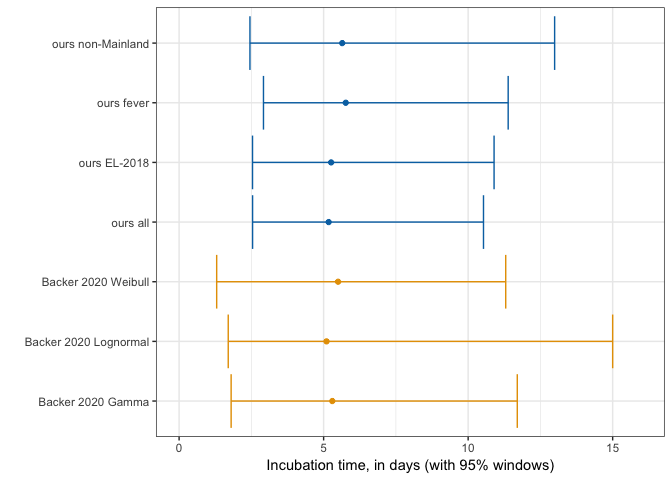 ours non-Mainland
ours fever
ours EL-2018
ours all
Backer 2020 Weibull
Backer 2020 Lognormal
Backer 2020 Gamma
0 5 10 15
Incubation time, in days (with 95% windows)